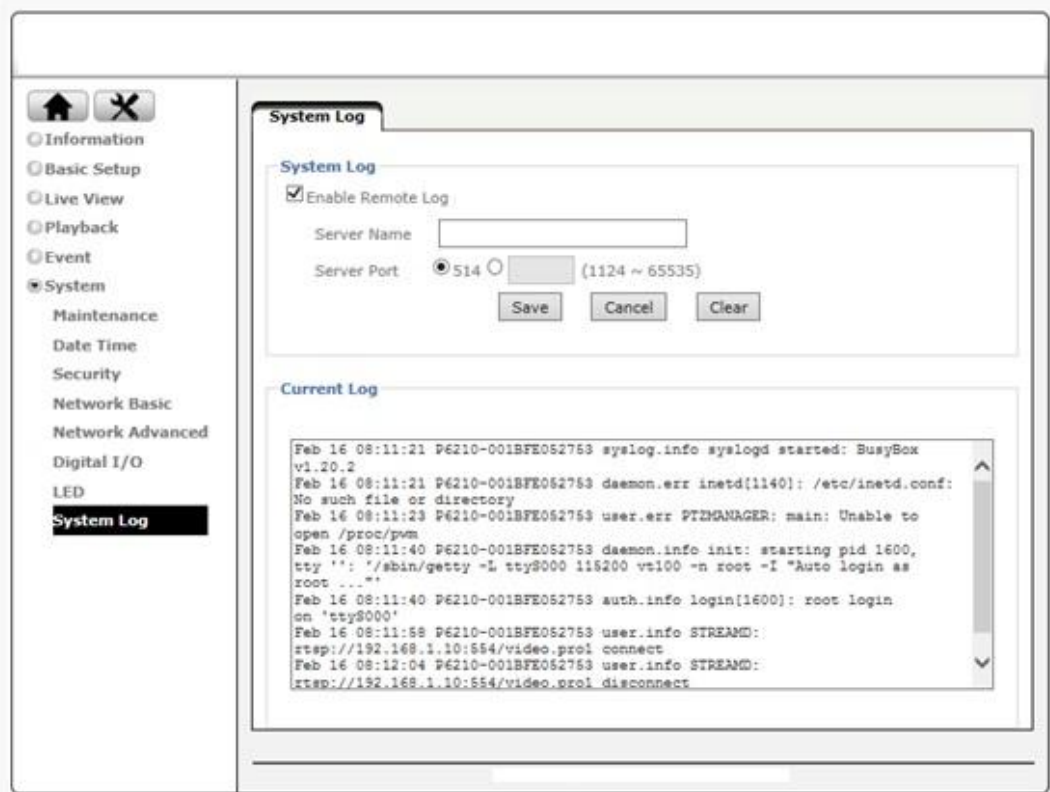 Information
Basic Setup
Live View
Playback
Event
System
Maintenance
Date Time
Security
Network Basic
Network Advanced
Digital I/O
LED
System Log
System Log
System Log
Enable Remote Log
Server Name
Server Port 514 (1124 ~ 65535)
Save Cancel Clear
Current Log
Feb 16 08:11:21 P6210-001BFE052753 syslog.info syslogd started: BusyBox
v1.20.2
Feb 16 08:11:21 P6210-001BFE052753 daemon.err inetd[1140]: /etc/inetd.conf:
No such file or directory
Feb 16 08:11:23 P6210-001BFE052753 user.err PTZMANAGER: main: Unable to
open /proc/pvm
Feb 16 08:11:40 P6210-001BFE052753 daemon.info init: starting pid 1600,
tty '': '/sbin/getty -L ttyS000 115200 vt100 -n root -I "Auto login as
root ..."'
Feb 16 08:11:40 P6210-001BFE052753 auth.info login[1600]: root login
on 'ttyS000'
Feb 16 08:11:58 P6210-001BFE052753 user.info STREAMD:
rtsp://192.168.1.10:554/video.pro1 connect
Feb 16 08:12:04 P6210-001BFE052753 user.info STREAMD:
rtsp://192.168.1.10:554/video.pro1 disconnect